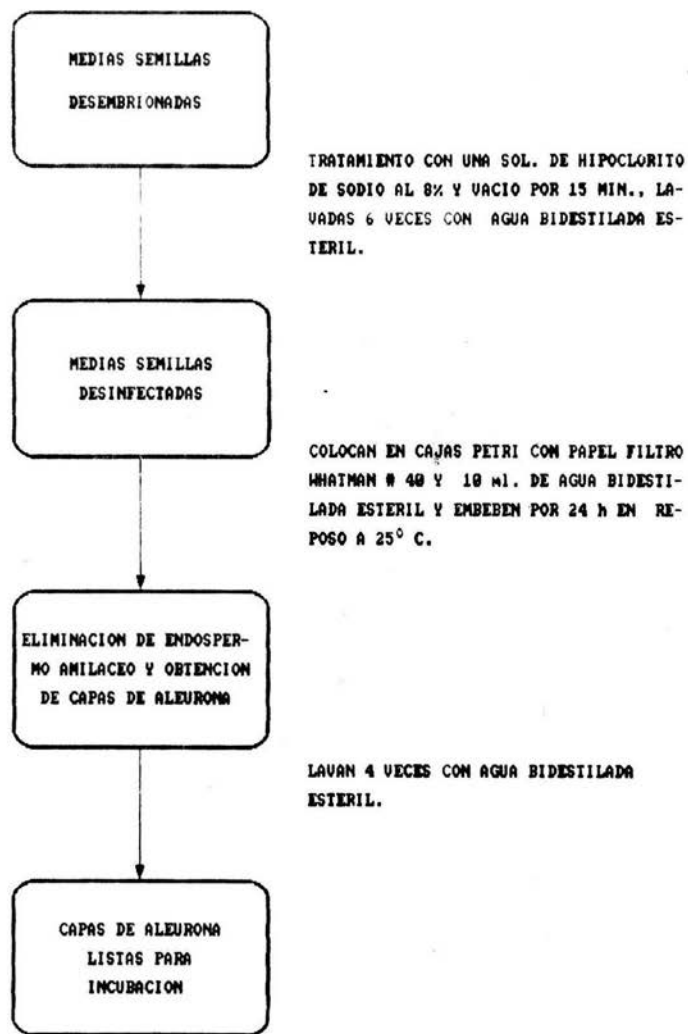 MEDIAS SEMILLAS
DESEMBRIONADAS
TRATAMIENTO CON UNA SOL. DE HIPOCLORITO
DE SODIO AL 8% Y VACIO POR 15 MIN., LA-
VADAS 6 VECES CON AGUA BIDESTILADA ES-
TERIL.
MEDIAS SEMILLAS
DESINFECTADAS
COLOCAN EN CAJAS PETRI CON PAPEL FILTRO
WHATMAN # 40 Y 10 ml. DE AGUA BIDESTI-
LADA ESTERIL Y EMBEBEN POR 24 h EN RE-
POSO A 25° C.
ELIMINACION DE ENDOSPER-
MO AMILACEO Y OBTENCION
DE CAPAS DE ALEURONA
LAVAN 4 VECES CON AGUA BIDESTILADA
ESTERIL.
CAPAS DE ALEURONA
LISTAS PARA
INCUBACION